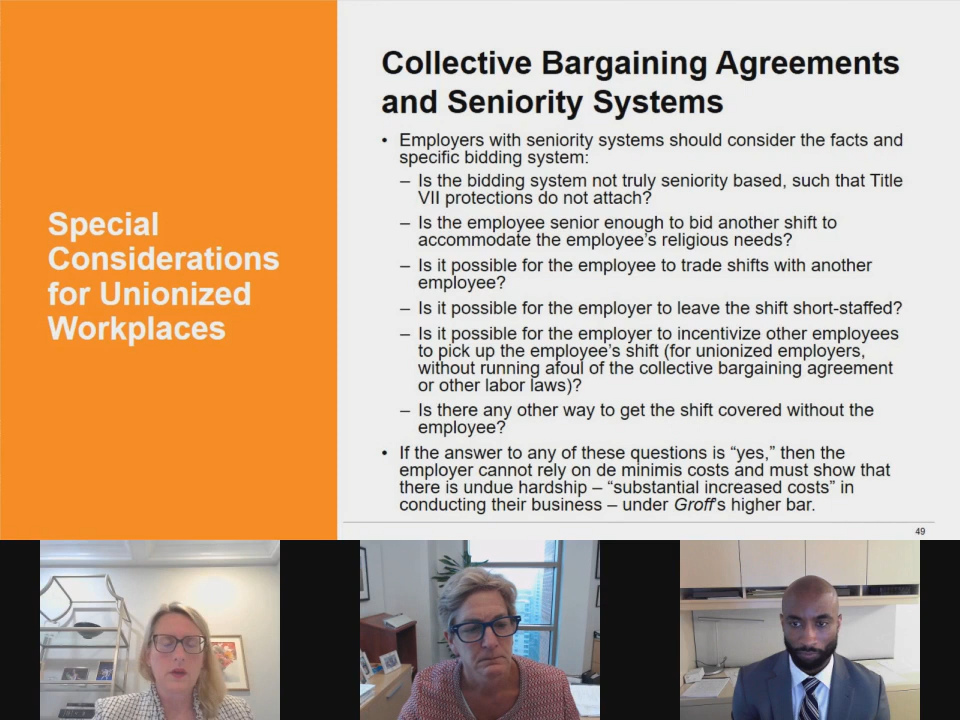 Special
Considerations
for Unionized
Workplaces
Collective Bargaining Agreements
and Seniority Systems
• Employers with seniority systems should consider the facts and
specific bidding system:
– Is the bidding system not truly seniority based, such that Title
VII protections do not attach?
– Is the employee senior enough to bid another shift to
accommodate the employee's religious needs?
– Is it possible for the employee to trade shifts with another
employee?
– Is it possible for the employer to leave the shift short-staffed?
– Is it possible for the employer to incentivize other employees
to pick up the employee's shift (for unionized employers,
without running afoul of the collective bargaining agreement
or other labor laws)?
– Is there any other way to get the shift covered without the
employee?
• If the answer to any of these questions is “yes,” then the
employer cannot rely on de minimis costs and must show that
there is undue hardship – “substantial increased costs” in
conducting their business – under Groff's higher bar.
49